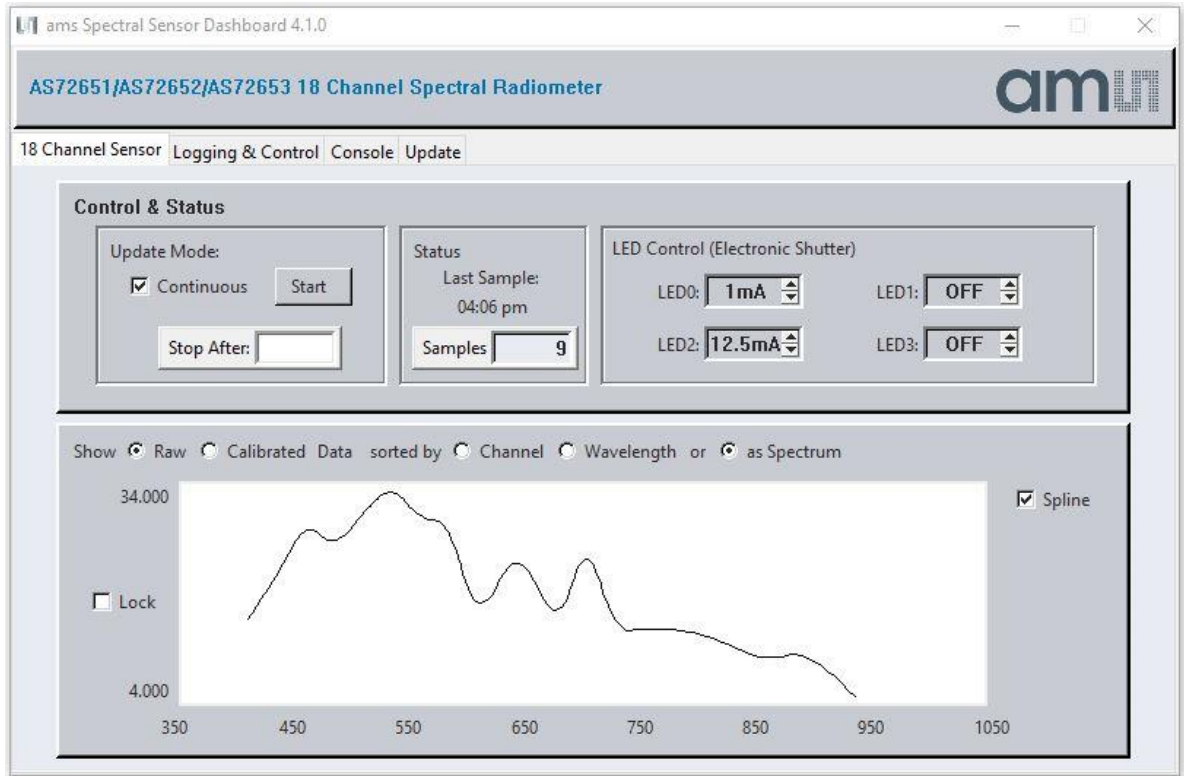 ams Spectral Sensor Dashboard 4.1.0
AS72651/AS72652/AS72653 18 Channel Spectral Radiometer
am
18 Channel Sensor Logging & Control Console Update
Control & Status
Update Mode:
Continuous Start
Stop After:
Status
Last Sample:
04:06 pm
Samples 9
LED Control (Electronic Shutter)
LED0: 1mA LED1: OFF
LED2: 12.5mA LED3: OFF
Show Raw Calibrated Data sorted by Channel Wavelength or as Spectrum
34.000
Spline
Lock
4.000
350 450 550 650 750 850 950 1050